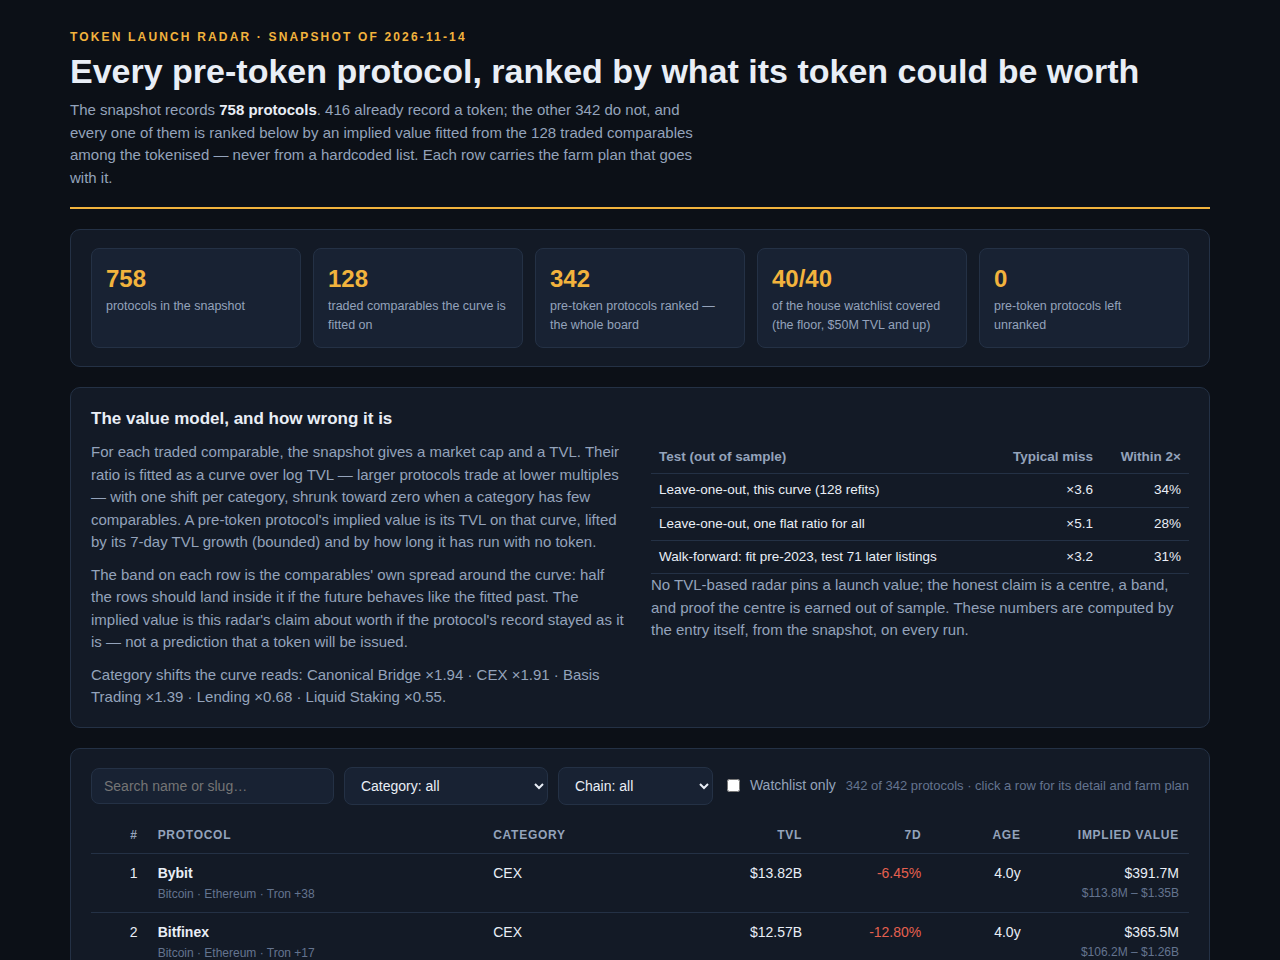 TOKEN LAUNCH RADAR · SNAPSHOT OF 2026-11-14
Every pre-token protocol, ranked by what its token could be worth
The snapshot records 758 protocols. 416 already record a token; the other 342 do not, and
every one of them is ranked below by an implied value fitted from the 128 traded comparables
among the tokenised — never from a hardcoded list. Each row carries the farm plan that goes
with it.
758
protocols in the snapshot
128
traded comparables the curve is
fitted on
342
pre-token protocols ranked —
the whole board
40/40
of the house watchlist covered
(the floor, $50M TVL and up)
0
pre-token protocols left
unranked
The value model, and how wrong it is
For each traded comparable, the snapshot gives a market cap and a TVL. Their
ratio is fitted as a curve over log TVL — larger protocols trade at lower multiples
— with one shift per category, shrunk toward zero when a category has few
comparables. A pre-token protocol's implied value is its TVL on that curve, lifted
by its 7-day TVL growth (bounded) and by how long it has run with no token.
The band on each row is the comparables' own spread around the curve: half
the rows should land inside it if the future behaves like the fitted past. The
implied value is this radar's claim about worth if the protocol's record stayed as it
is — not a prediction that a token will be issued.
Category shifts the curve reads: Canonical Bridge ×1.94 · CEX ×1.91 · Basis
Trading ×1.39 · Lending ×0.68 · Liquid Staking ×0.55.
Test (out of sample) Typical miss Within 2×
Leave-one-out, this curve (128 refits) ×3.6 34%
Leave-one-out, one flat ratio for all ×5.1 28%
Walk-forward: fit pre-2023, test 71 later listings ×3.2 31%
No TVL-based radar pins a launch value; the honest claim is a centre, a band,
and proof the centre is earned out of sample. These numbers are computed by
the entry itself, from the snapshot, on every run.
Search name or slug… Category: all Chain: all Watchlist only 342 of 342 protocols · click a row for its detail and farm plan
# PROTOCOL CATEGORY TVL 7D AGE IMPLIED VALUE
1 Bybit CEX $13.82B -6.45% 4.0y $391.7M
Bitcoin · Ethereum · Tron +38 $113.8M – $1.35B
2 Bitfinex CEX $12.57B -12.80% 4.0y $365.5M
Bitcoin · Ethereum · Tron +17 $106.2M – $1.26B